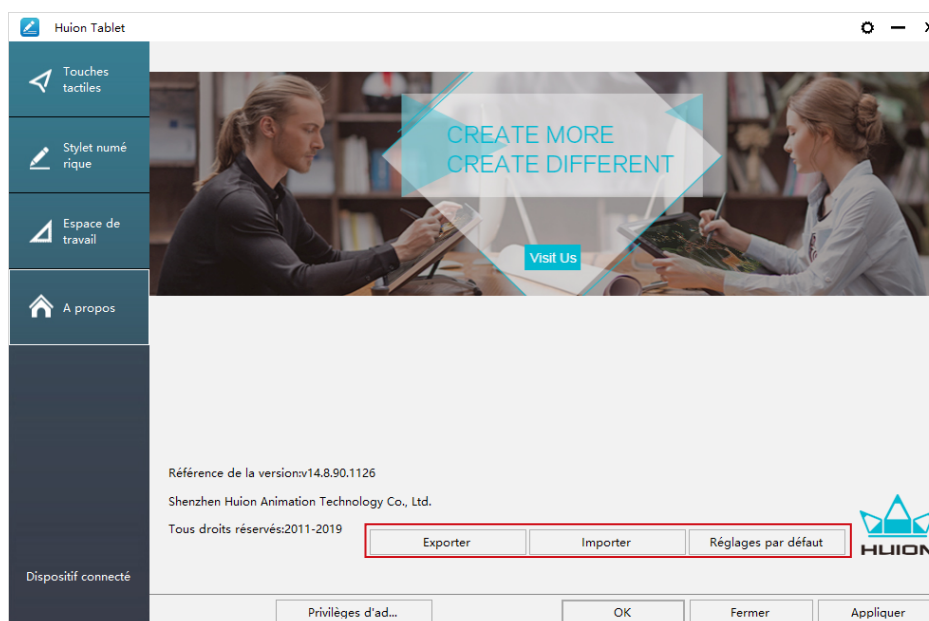 Huion Tablet
Touches
tactiles
Stylet numé
rique
Espace de
travail
A propos
CREATE MORE
CREATE DIFFERENT
Visit Us
Référence de la version:v14.8.90.1126
Shenzhen Huion Animation Technology Co., Ltd.
Tous droits réservés:2011-2019
Exporter
Importer
Réglages par défaut
HUION
Dispositif connecté
Privilèges d'ad...
OK
Fermer
Appliquer